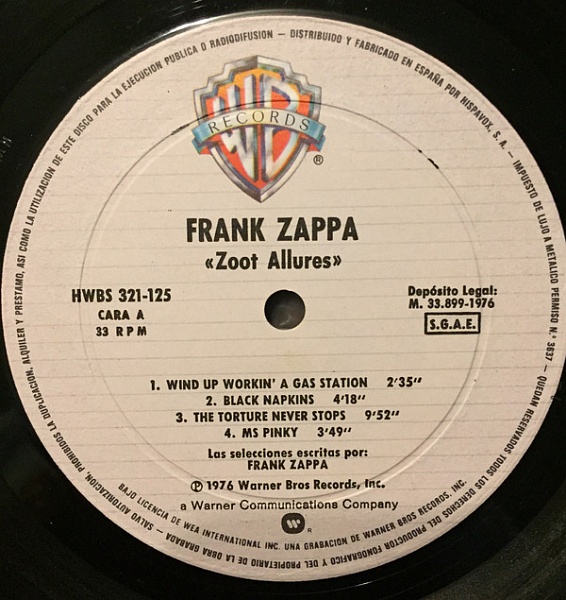 WB
RECORDS
®
FRANK ZAPPA
«Zoot Allures»
HWBS 321-125
CARA A
33 RPM
Depósito Legal:
M. 33.899-1976
S.G.A.E.
1. WIND UP WORKIN' A GAS STATION 2'35"
2. BLACK NAPKINS 4'18"
3. THE TORTURE NEVER STOPS 9'52"
4. MS PINKY 3'49"
Las selecciones escritas por:
FRANK ZAPPA
℗ 1976 Warner Bros Records, Inc.
a Warner Communications Company
R
BAJO LICENCIA DE WEA INTERNATIONAL INC. UNA GRABACION DE WARNER BROS RECORDS. INC.
DISTRIBUIDO Y FABRICADO EN ESPAÑA POR HISPAVOX, S. A. — IMPUESTO DE LUJO A METALICO PERMISO N.° 3637 — QUEDAN RESERVADOS TODOS LOS DERECHOS DEL PRODUCTOR FONOGRAFICO Y DEL PROPIETARIO DE LA OBRA GRABADA — SALVO AUTORIZACION, PROHIBIDOS LA DUPLICACION, ALQUILER Y PRESTAMO, ASI COMO LA UTILIZACION DE ESTE DISCO PARA LA EJECUCION PUBLICA O RADIODIFUSION —